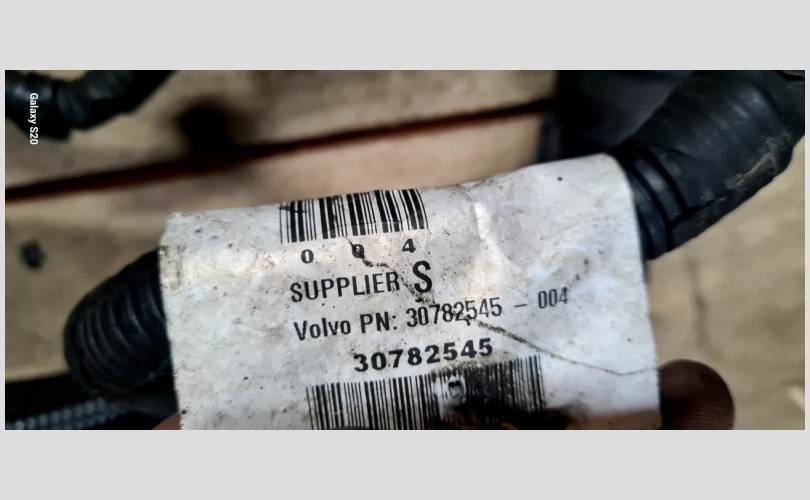 Galaxy S20
0 0 4
SUPPLIER S
Volvo PN: 30782545 - 004
30782545